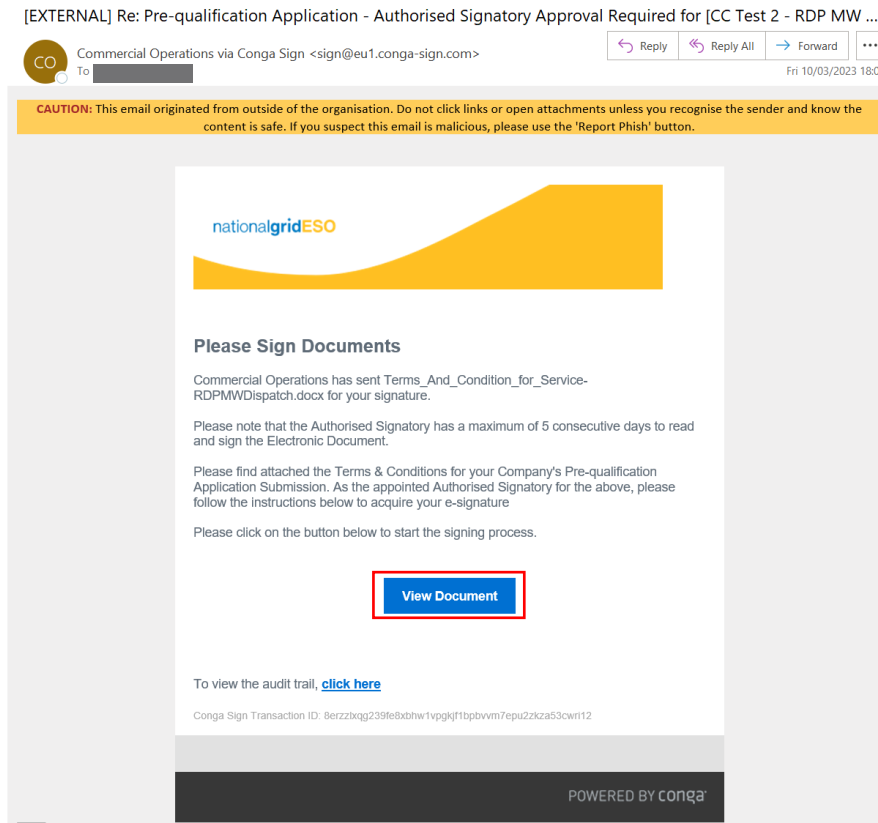 [EXTERNAL] Re: Pre-qualification Application - Authorised Signatory Approval Required for [CC Test 2 - RDP MW ...
CO
Commercial Operations via Conga Sign <sign@eu1.conga-sign.com>
To
Reply
Reply All
Forward
Fri 10/03/2023 18:0
CAUTION: This email originated from outside of the organisation. Do not click links or open attachments unless you recognise the sender and know the
content is safe. If you suspect this email is malicious, please use the 'Report Phish' button.
nationalgridESO
Please Sign Documents
Commercial Operations has sent Terms_And_Condition_for_Service-
RDPMWDispatch.docx for your signature.
Please note that the Authorised Signatory has a maximum of 5 consecutive days to read
and sign the Electronic Document.
Please find attached the Terms & Conditions for your Company's Pre-qualification
Application Submission. As the appointed Authorised Signatory for the above, please
follow the instructions below to acquire your e-signature
Please click on the button below to start the signing process.
View Document
To view the audit trail, click here
Conga Sign Transaction ID:
POWERED BY conga